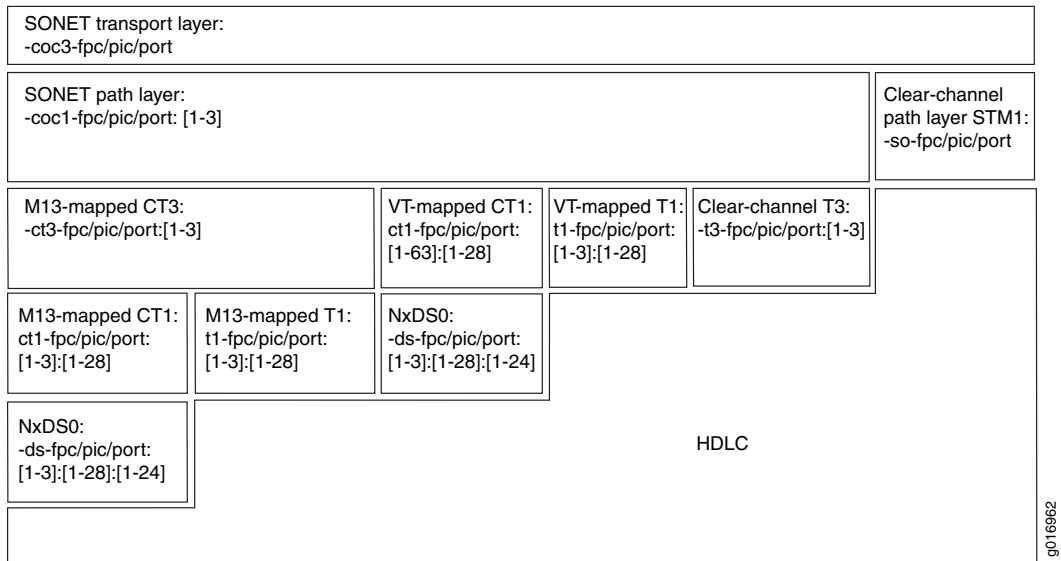 SONET transport layer:
-coc3-fpc/pic/port
SONET path layer:
-coc1-fpc/pic/port: [1-3]
Clear-channel
path layer STM1:
-so-fpc/pic/port
M13-mapped CT3:
-ct3-fpc/pic/port:[1-3]
VT-mapped CT1:
ct1-fpc/pic/port:
[1-63]:[1-28]
VT-mapped T1:
t1-fpc/pic/port:
[1-3]:[1-28]
Clear-channel T3:
-t3-fpc/pic/port:[1-3]
M13-mapped CT1:
ct1-fpc/pic/port:
[1-3]:[1-28]
M13-mapped T1:
t1-fpc/pic/port:
[1-3]:[1-28]
NxDS0:
-ds-fpc/pic/port:
[1-3]:[1-28]:[1-24]
NxDS0:
-ds-fpc/pic/port:
[1-3]:[1-28]:[1-24]
HDLC
g016962